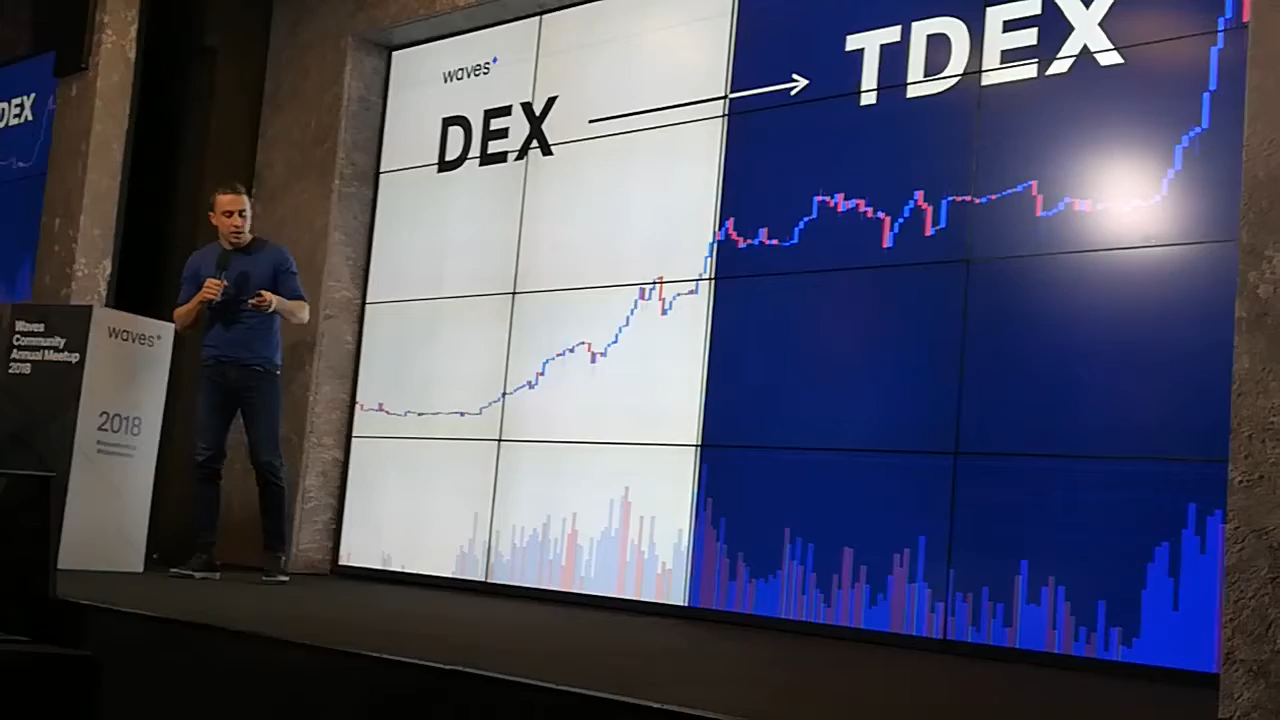 waves
DEX
TDEX
DEX
Waves
Community
Annual Meetup
2018
waves
2018